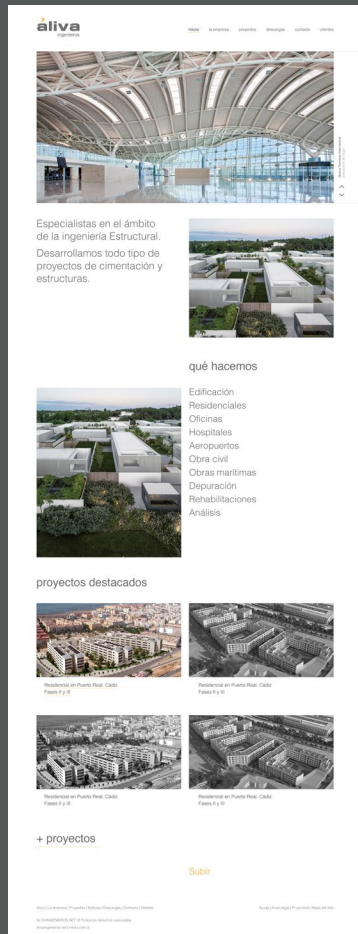 aliva
ingenieros
inicio la empresa proyectos descargas contacto clientes
Especialistas en el ámbito
de la ingeniería Estructural.
Desarrollamos todo tipo de
proyectos de cimentación y
estructuras.
qué hacemos
Edificación
Residenciales
Oficinas
Hospitales
Aeropuertos
Obra civil
Obras marítimas
Depuración
Rehabilitaciones
Análisis
proyectos destacados
Residencial en Puerto Real. Cádiz
Fases II y III
Residencial en Puerto Real. Cádiz
Fases II y III
Residencial en Puerto Real. Cádiz
Fases II y III
Residencial en Puerto Real. Cádiz
Fases II y III
+ proyectos
Subir